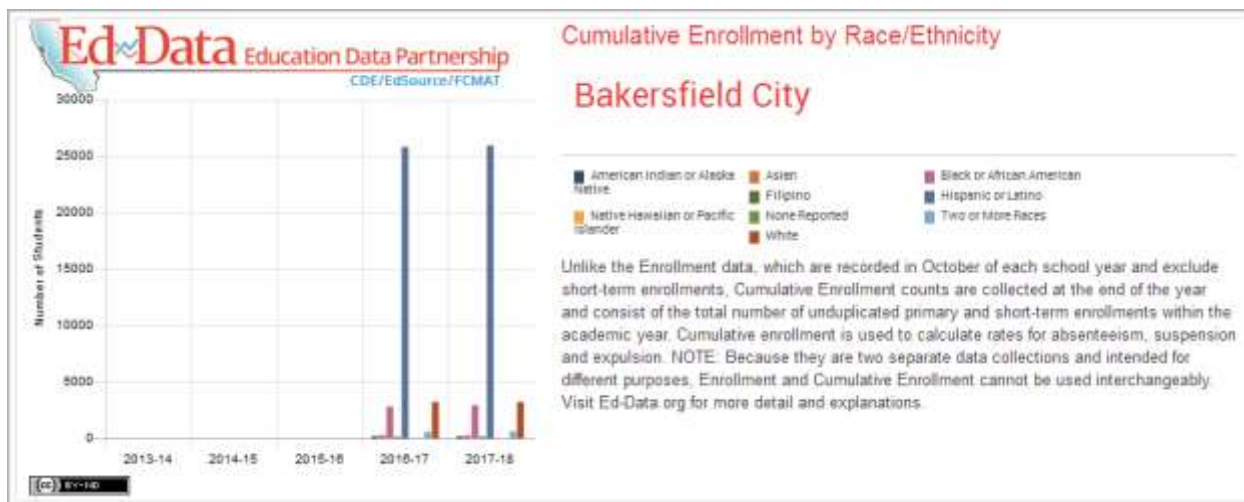 Ed Data Education Data Partnership
CDE/EdSource/FCMAT
Cumulative Enrollment by Race/Ethnicity
Bakersfield City
30000
25000
20000
15000
10000
5000
0
Number of Students
2013-14 2014-15 2015-16 2016-17 2017-18
American Indian or Alaska
Native
Native Hawaiian or Pacific
Islander
Asian
Filipino
None Reported
White
Black or African American
Hispanic or Latino
Two or More Races
Unlike the Enrollment data, which are recorded in October of each school year and exclude
short-term enrollments, Cumulative Enrollment counts are collected at the end of the year
and consist of the total number of unduplicated primary and short-term enrollments within the
academic year. Cumulative enrollment is used to calculate rates for absenteeism, suspension
and expulsion. NOTE: Because they are two separate data collections and intended for
different purposes, Enrollment and Cumulative Enrollment cannot be used interchangeably.
Visit Ed-Data.org for more detail and explanations.
cc BY-ND